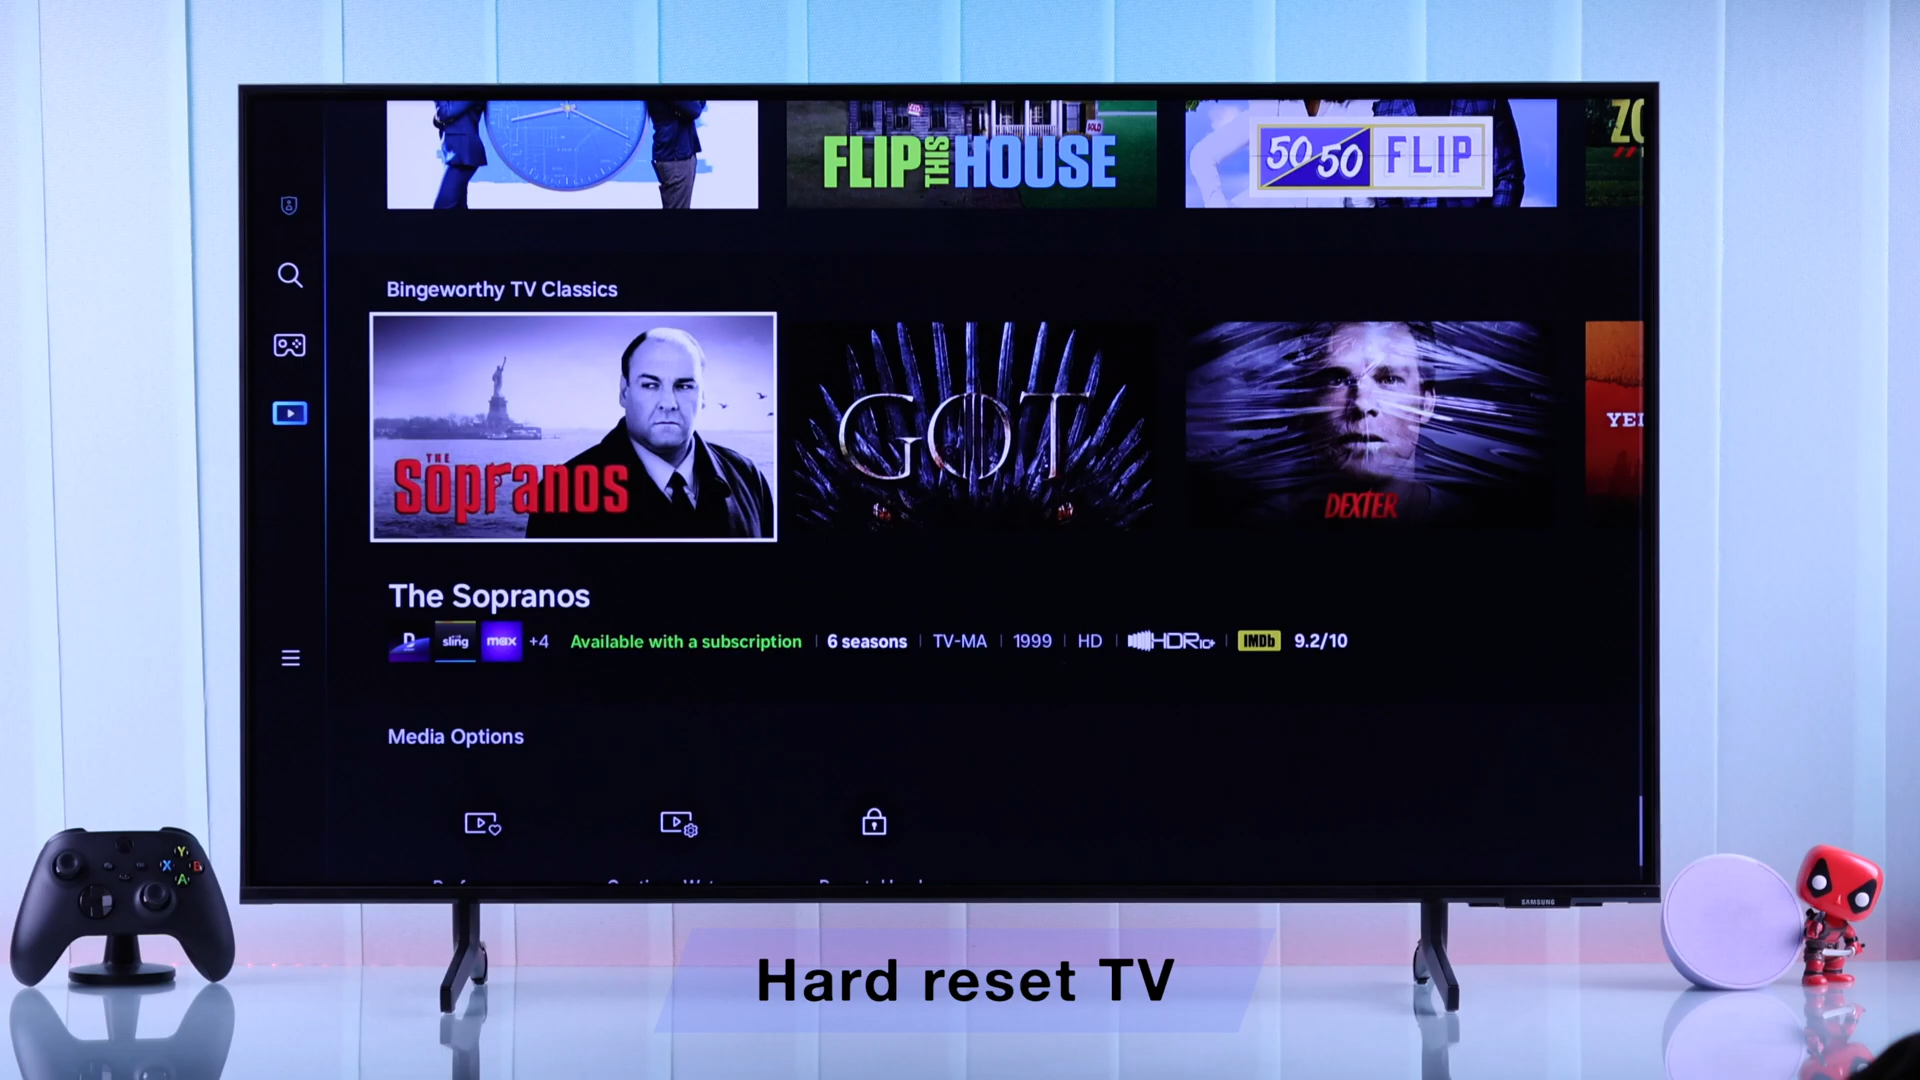 FLIP THIS HOUSE
SOLD
50 50 FLIP
Bingeworthy TV Classics
THE
Sopranos
GOT
DEXTER
The Sopranos
sling
max
+4
Available with a subscription
6 seasons
TV-MA
1999
HD
HDR10+
IMDb
9.2/10
Media Options
Y
X
B
A
SAMSUNG
Hard reset TV